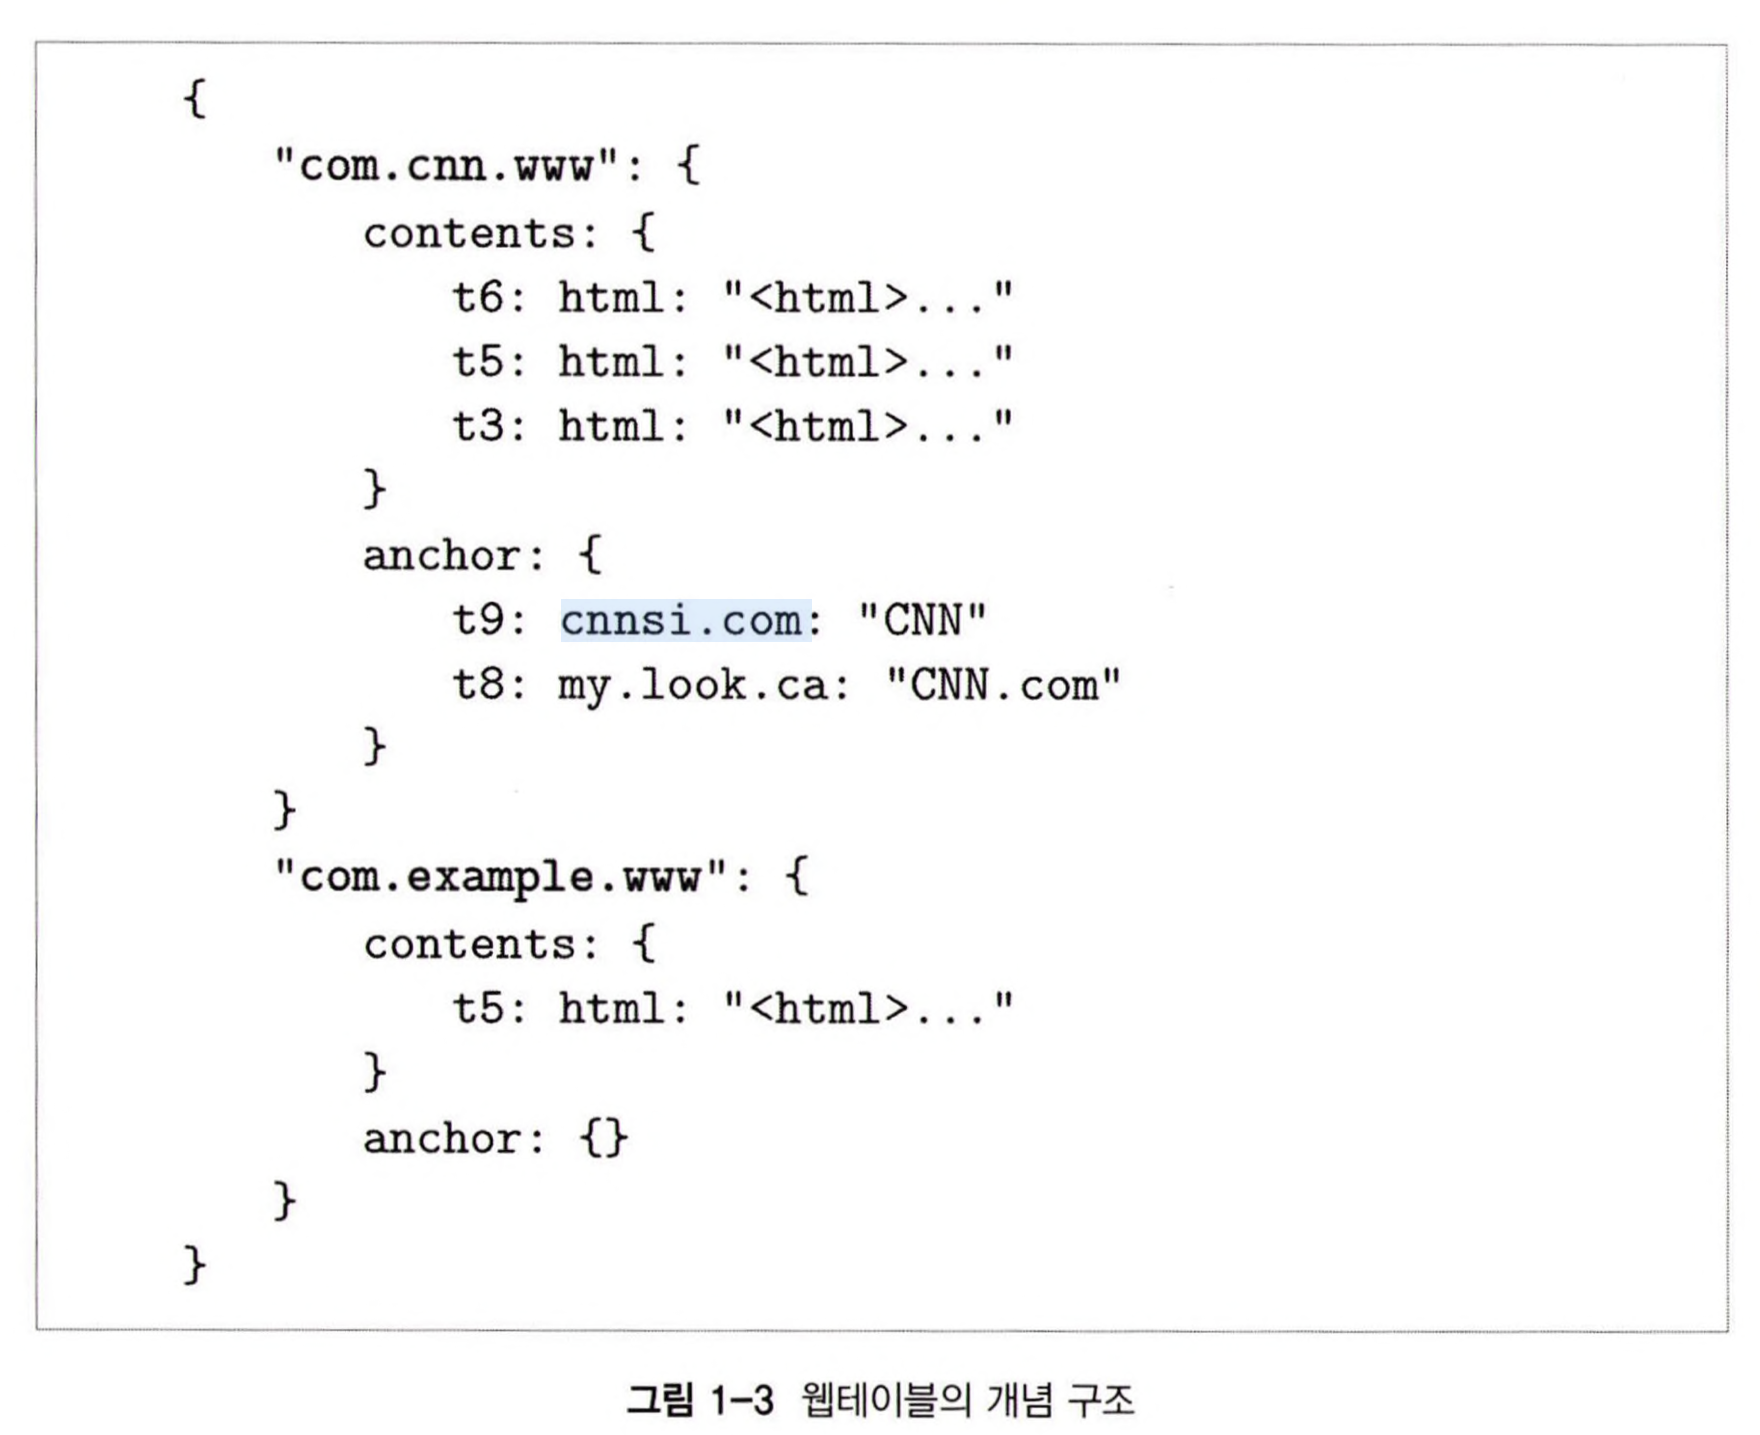 {
"com.cnn.www": {
contents: {
t6: html: "<html>..."
t5: html: "<html>..."
t3: html: "<html>..."
}
anchor: {
t9: cnnsi.com: "CNN"
t8: my.look.ca: "CNN.com"
}
}
"com.example.www": {
contents: {
t5: html: "<html>..."
}
anchor: {}
}
}
그림 1-3 웹테이블의 개념 구조